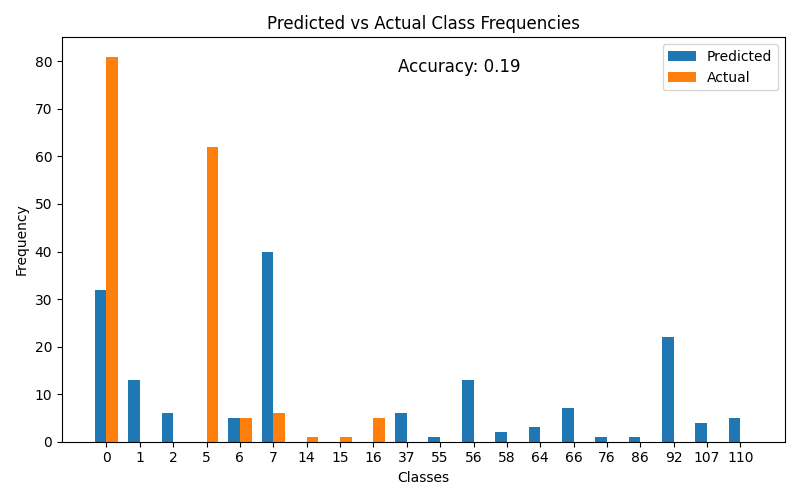 Predicted vs Actual Class Frequencies
Accuracy: 0.19
Predicted
Actual
Frequency
80
70
60
50
40
30
20
10
0
0 1 2 5 6 7 14 15 16 37 55 56 58 64 66 76 86 92 107 110
Classes